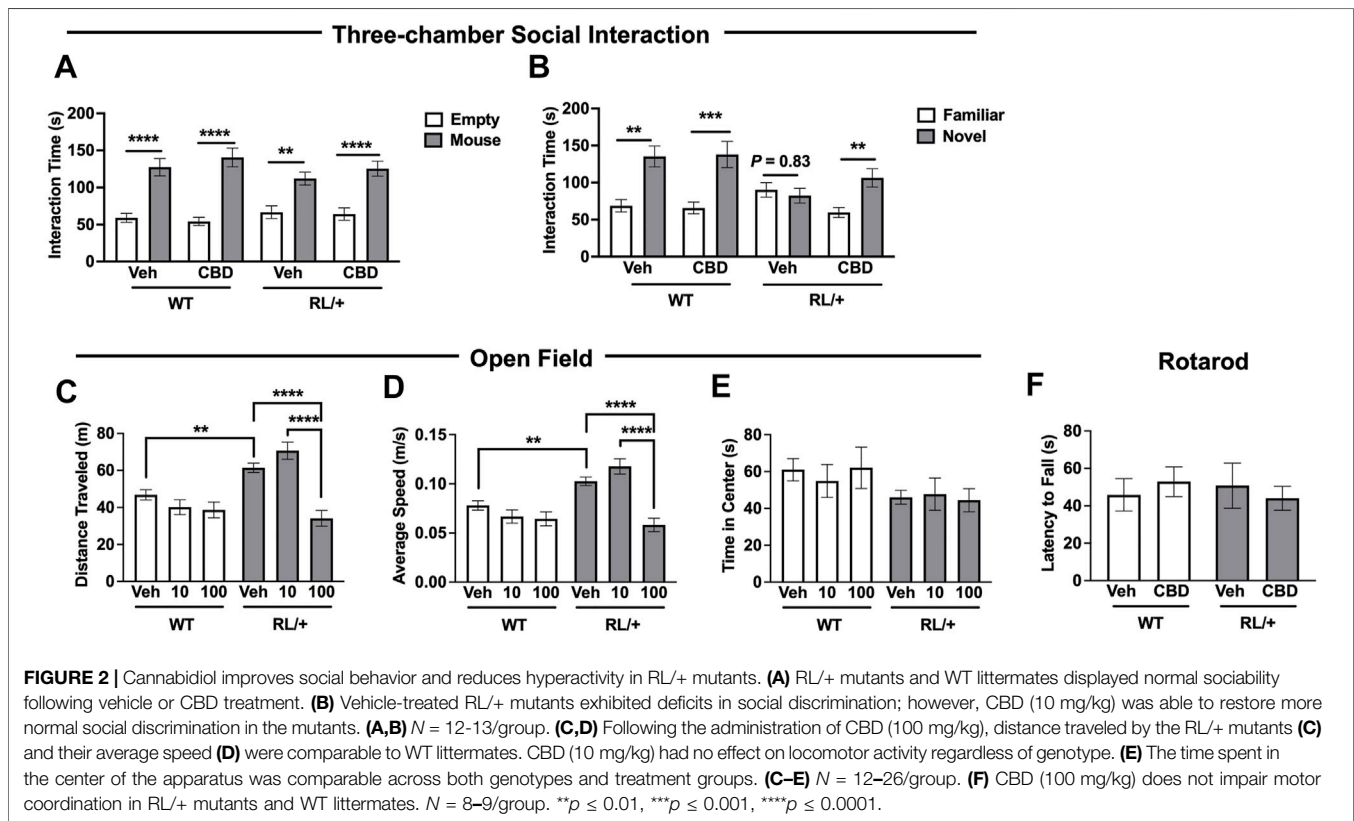 Three-chamber Social Interaction
A
Interaction Time (s)
200
150
100
50
0
****
****
**
****
Empty
Mouse
Veh
CBD
Veh
CBD
WT
RL/+
B
Interaction Time (s)
200
150
100
50
0
**
***
P = 0.83
**
Familiar
Novel
Veh
CBD
Veh
CBD
WT
RL/+
Open Field
C
Distance Traveled (m)
80
60
40
20
0
**
****
****
Veh 10 100
Veh 10 100
WT
RL/+
D
Average Speed (m/s)
0.15
0.10
0.05
0.00
**
****
****
Veh 10 100
Veh 10 100
WT
RL/+
E
Time in Center (s)
80
60
40
20
0
Veh 10 100
Veh 10 100
WT
RL/+
Rotarod
F
Latency to Fall (s)
80
60
40
20
0
Veh CBD
Veh CBD
WT
RL/+
FIGURE 2 | Cannabidiol improves social behavior and reduces hyperactivity in RL/+ mutants. (A) RL/+ mutants and WT littermates displayed normal sociability
following vehicle or CBD treatment. (B) Vehicle-treated RL/+ mutants exhibited deficits in social discrimination; however, CBD (10 mg/kg) was able to restore more
normal social discrimination in the mutants. (A,B) N = 12-13/group. (C,D) Following the administration of CBD (100 mg/kg), distance traveled by the RL/+ mutants (C)
and their average speed (D) were comparable to WT littermates. CBD (10 mg/kg) had no effect on locomotor activity regardless of genotype. (E) The time spent in
the center of the apparatus was comparable across both genotypes and treatment groups. (C–E) N = 12–26/group. (F) CBD (100 mg/kg) does not impair motor
coordination in RL/+ mutants and WT littermates. N = 8–9/group. **p ≤ 0.01, ***p ≤ 0.001, ****p ≤ 0.0001.